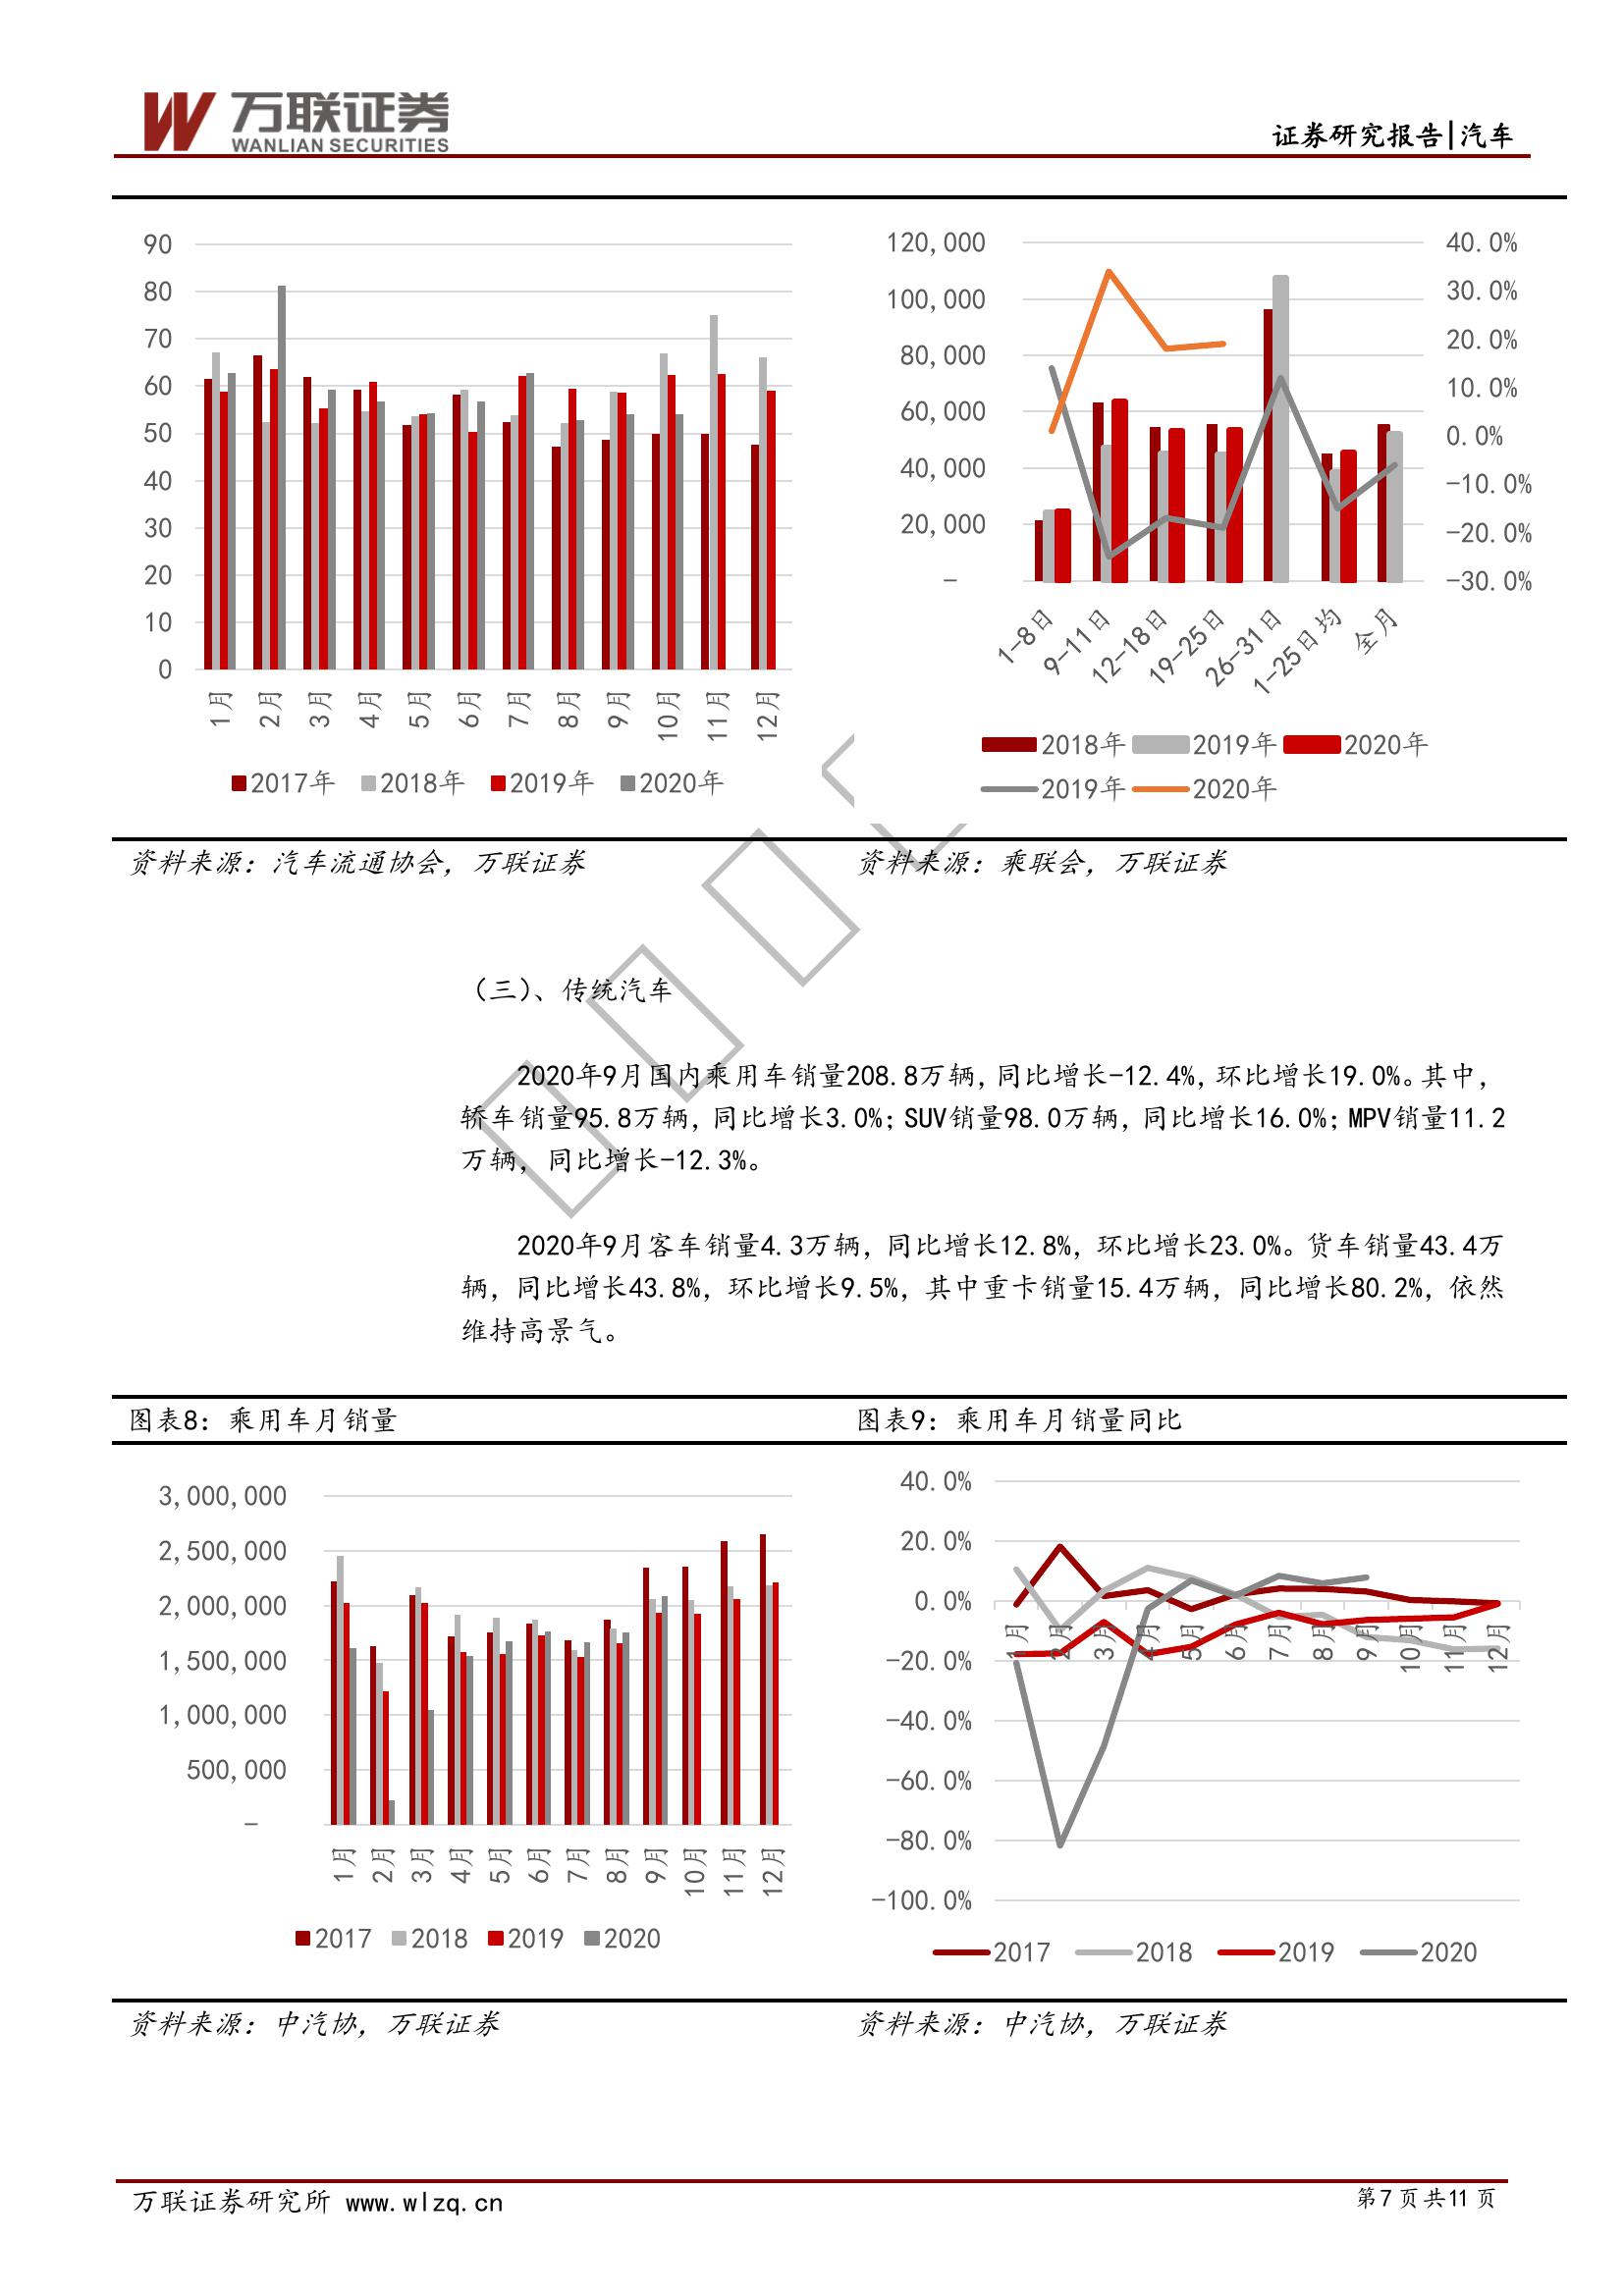 万联证券
WANLIAN SECURITIES
证券研究报告|汽车
90
80
70
60
50
40
30
20
10
0
1月 2月 3月 4月 5月 6月 7月 8月 9月 10月 11月 12月
2017年 2018年 2019年 2020年
120,000
100,000
80,000
60,000
40,000
20,000
-
40.0%
30.0%
20.0%
10.0%
0.0%
-10.0%
-20.0%
-30.0%
1-8日 9-11日 12-18日 19-25日 26-31日 1-25日均 全月
2018年 2019年 2020年
2019年 2020年
资料来源：汽车流通协会，万联证券
资料来源：乘联会，万联证券
（三）、传统汽车
2020年9月国内乘用车销量208.8万辆，同比增长-12.4%，环比增长19.0%。其中，
轿车销量95.8万辆，同比增长3.0%；SUV销量98.0万辆，同比增长16.0%；MPV销量11.2
万辆，同比增长-12.3%。
2020年9月客车销量4.3万辆，同比增长12.8%，环比增长23.0%。货车销量43.4万
辆，同比增长43.8%，环比增长9.5%，其中重卡销量15.4万辆，同比增长80.2%，依然
维持高景气。
图表8：乘用车月销量
图表9：乘用车月销量同比
3,000,000
2,500,000
2,000,000
1,500,000
1,000,000
500,000
-
1月 2月 3月 4月 5月 6月 7月 8月 9月 10月 11月 12月
2017 2018 2019 2020
40.0%
20.0%
0.0%
-20.0%
-40.0%
-60.0%
-80.0%
-100.0%
1月 2月 3月 4月 5月 6月 7月 8月 9月 10月 11月 12月
2017 2018 2019 2020
资料来源：中汽协，万联证券
资料来源：中汽协，万联证券
万联证券研究所 www.wlzq.cn
第7页共11页